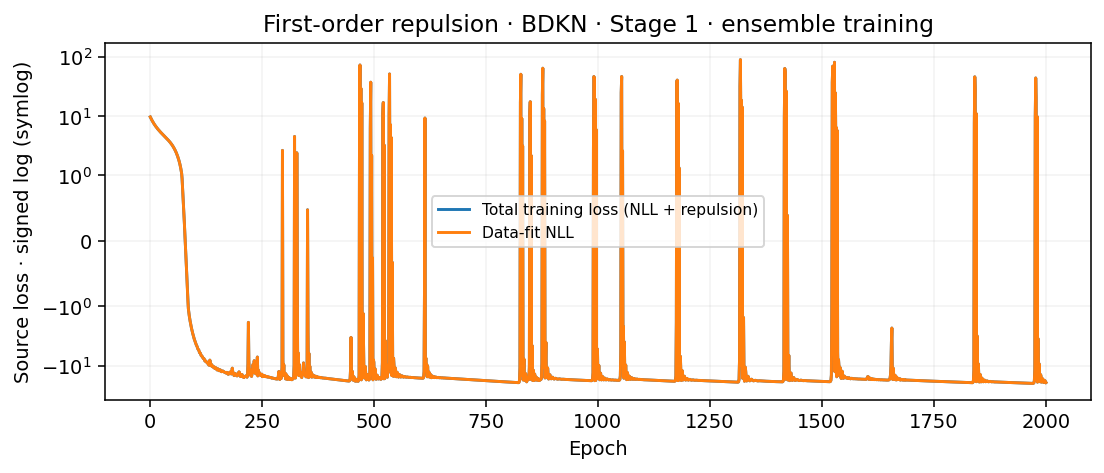 First-order repulsion · BDKN · Stage 1 · ensemble training
Source loss · signed log (symlog)
10²
10¹
10⁰
0
−10⁰
−10¹
Total training loss (NLL + repulsion)
Data-fit NLL
0 250 500 750 1000 1250 1500 1750 2000
Epoch